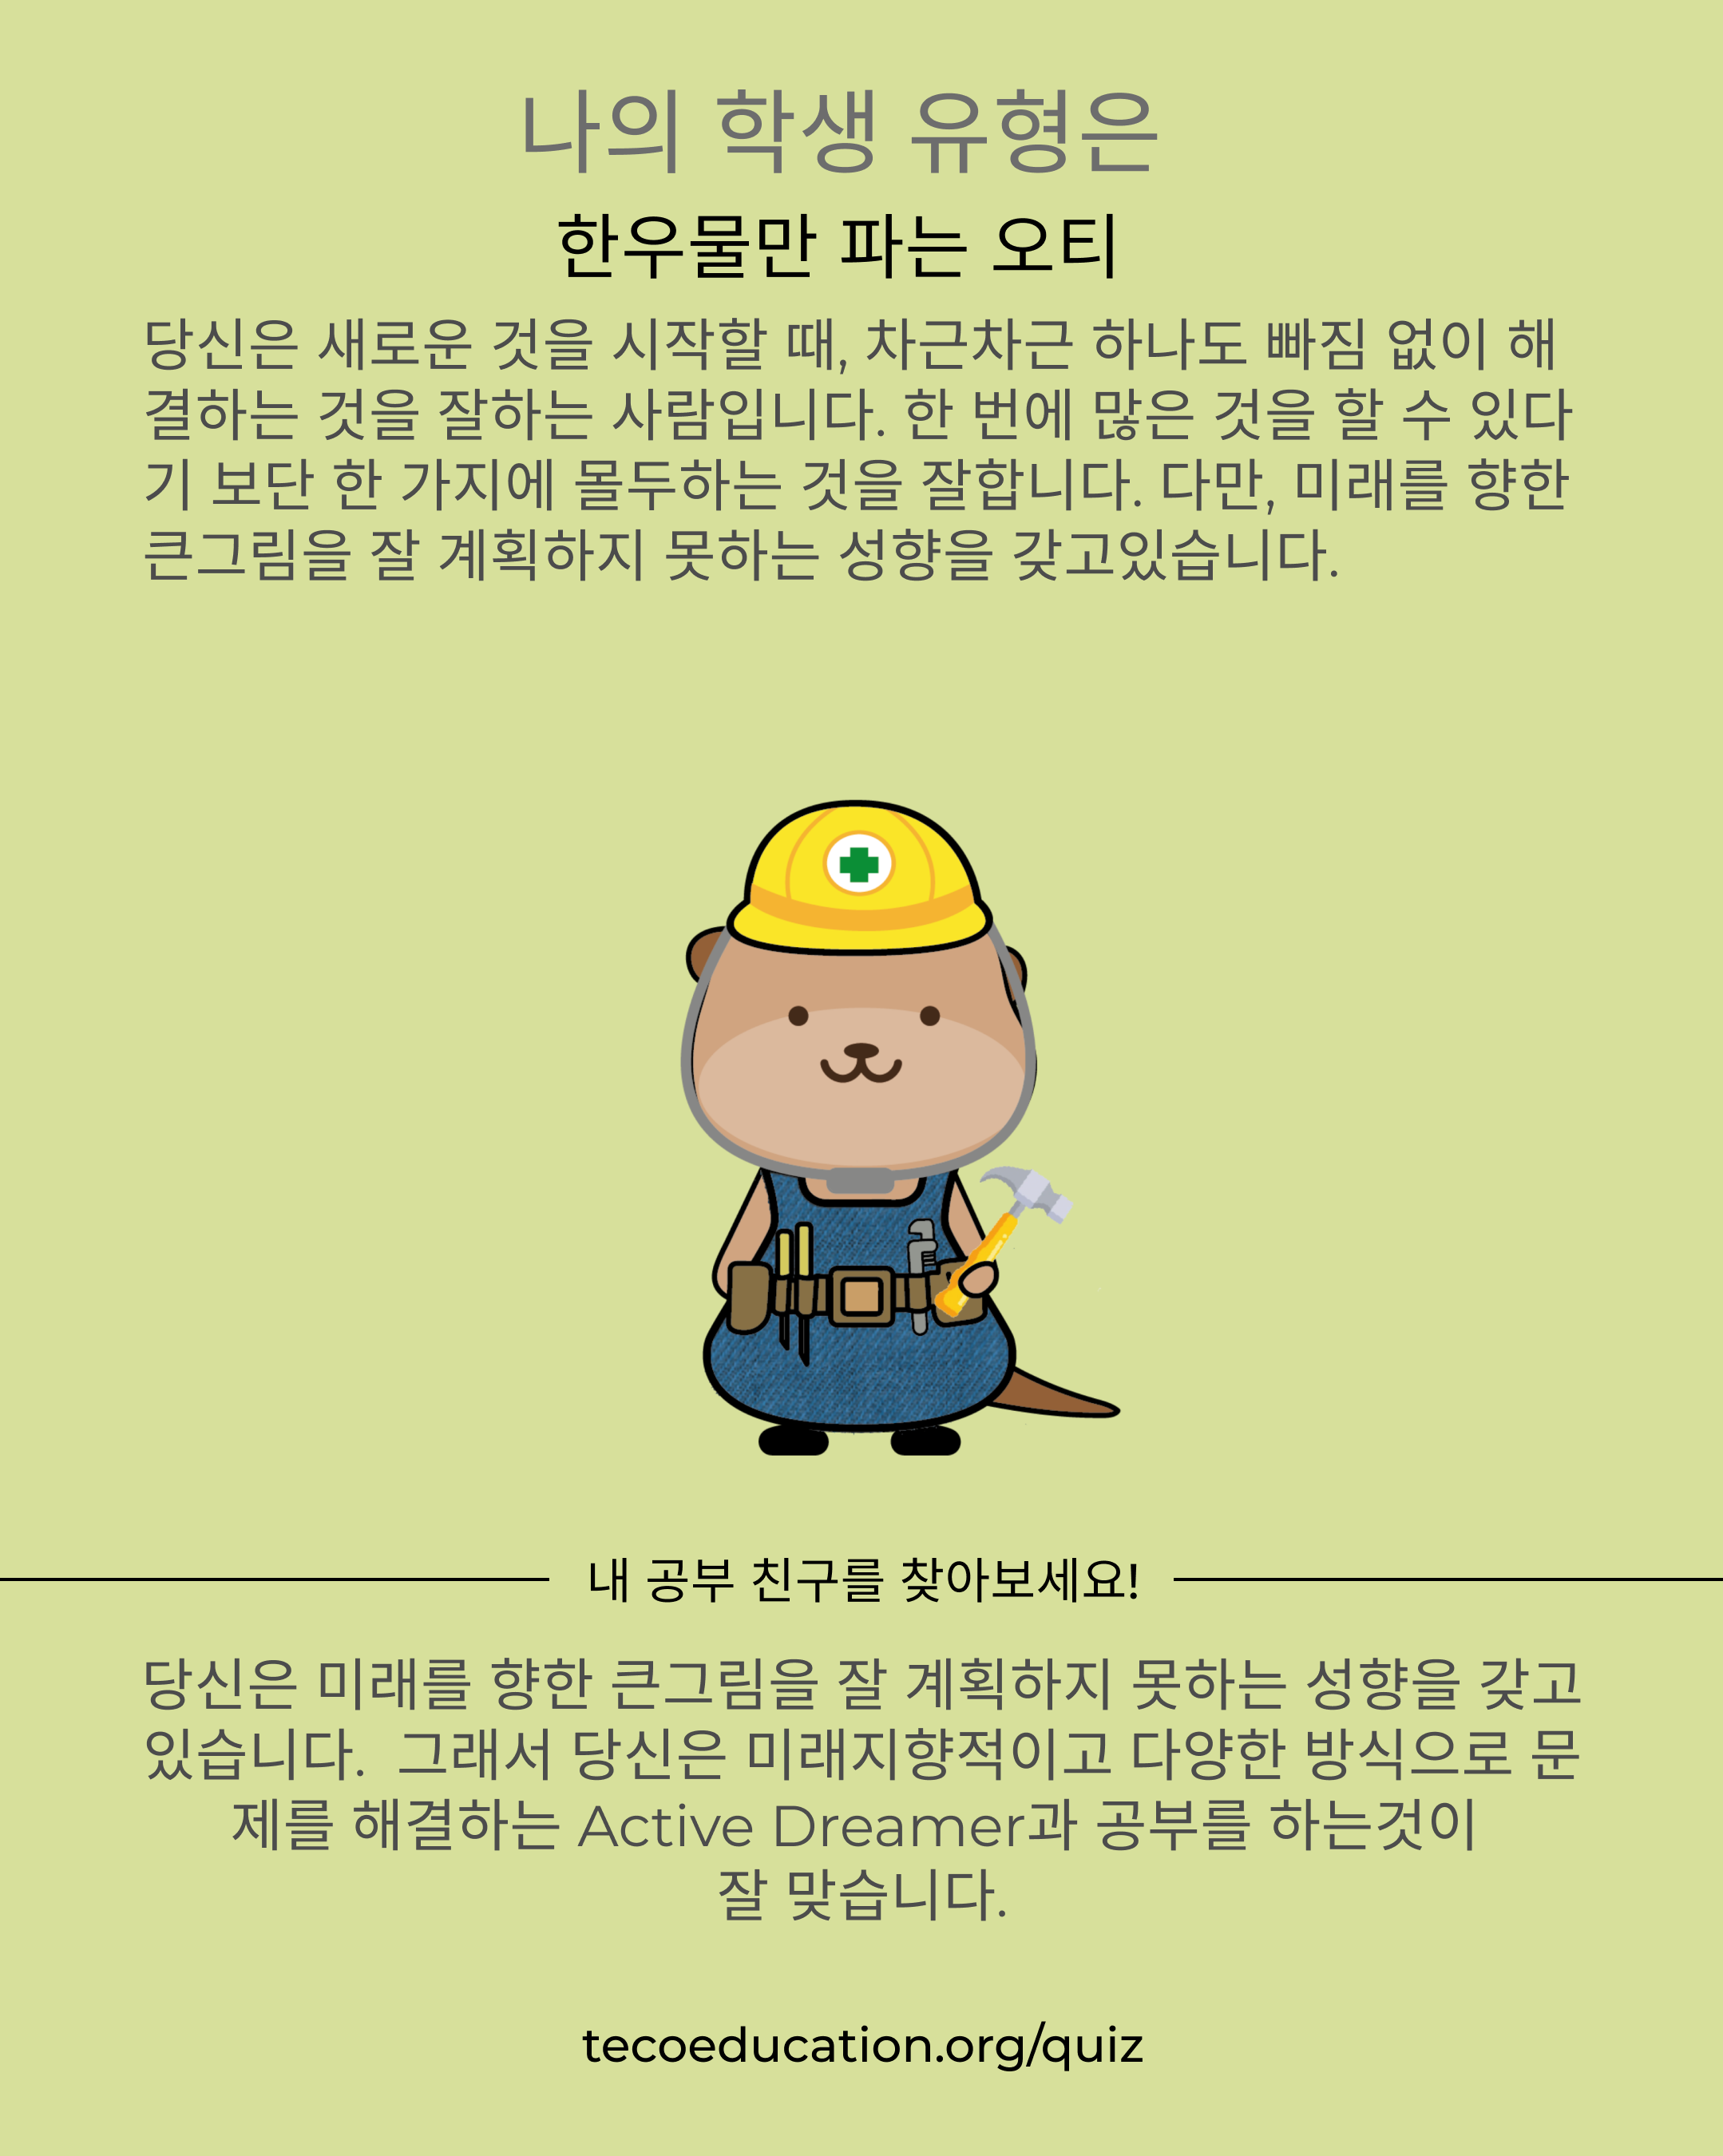 나의 학생 유형은
한우물만 파는 오티
당신은 새로운 것을 시작할 때, 차근차근 하나도 빠짐 없이 해
결하는 것을 잘하는 사람입니다. 한 번에 많은 것을 할 수 있다
기 보단 한 가지에 몰두하는 것을 잘합니다. 다만, 미래를 향한
큰그림을 잘 계획하지 못하는 성향을 갖고있습니다.
내 공부 친구를 찾아보세요!
당신은 미래를 향한 큰그림을 잘 계획하지 못하는 성향을 갖고
있습니다. 그래서 당신은 미래지향적이고 다양한 방식으로 문
제를 해결하는 Active Dreamer과 공부를 하는것이
잘 맞습니다.
tecoeducation.org/quiz